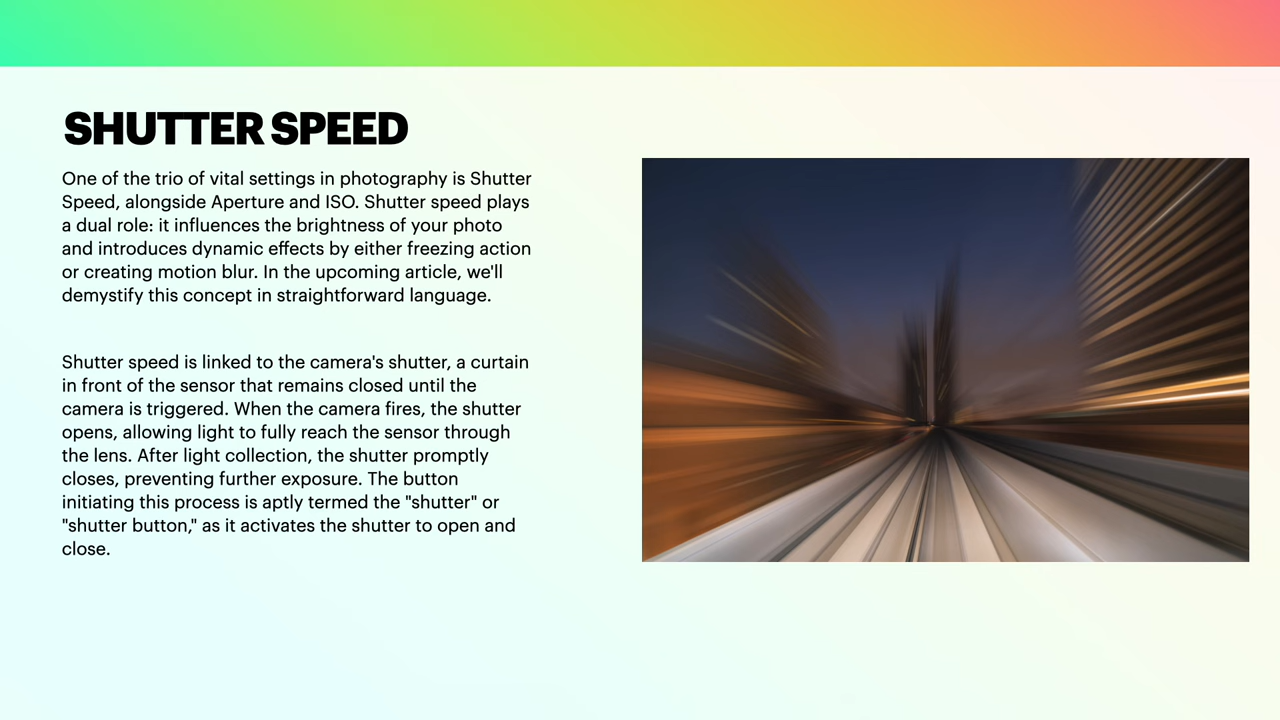 SHUTTER SPEED
One of the trio of vital settings in photography is Shutter
Speed, alongside Aperture and ISO. Shutter speed plays
a dual role: it influences the brightness of your photo
and introduces dynamic effects by either freezing action
or creating motion blur. In the upcoming article, we'll
demystify this concept in straightforward language.
Shutter speed is linked to the camera's shutter, a curtain
in front of the sensor that remains closed until the
camera is triggered. When the camera fires, the shutter
opens, allowing light to fully reach the sensor through
the lens. After light collection, the shutter promptly
closes, preventing further exposure. The button
initiating this process is aptly termed the "shutter" or
"shutter button," as it activates the shutter to open and
close.